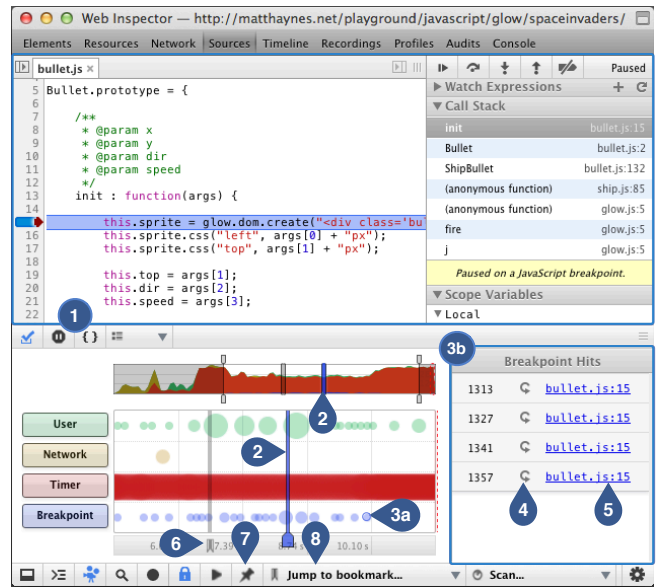 Web Inspector — http://matthaynes.net/playground/javascript/glow/spaceinvaders/
Elements Resources Network Sources Timeline Recordings Profiles Audits Console
bullet.js ×
Paused
5 Bullet.prototype = {
6
7 /**
8 * @param x
9 * @param y
10 * @param dir
11 * @param speed
12 */
13 init : function(args) {
14
this.sprite = glow.dom.create("<div class='bul
16 this.sprite.css("left", args[0] + "px");
17 this.sprite.css("top", args[1] + "px");
18
19 this.top = args[1];
20 this.dir = args[2];
21 this.speed = args[3];
22
Watch Expressions + C
Call Stack
init bullet.js:15
Bullet bullet.js:2
ShipBullet bullet.js:132
(anonymous function) ship.js:85
(anonymous function) glow.js:5
fire glow.js:5
j glow.js:5
Paused on a JavaScript breakpoint.
Scope Variables
Local
1
{ }
3b
Breakpoint Hits
1313 bullet.js:15
1327 bullet.js:15
1341 bullet.js:15
1357 bullet.js:15
4
5
2
User
Network
2
Timer
Breakpoint
3a
6
7.39
8.74 s
10.10 s
7
8
Jump to bookmark...
Scan...